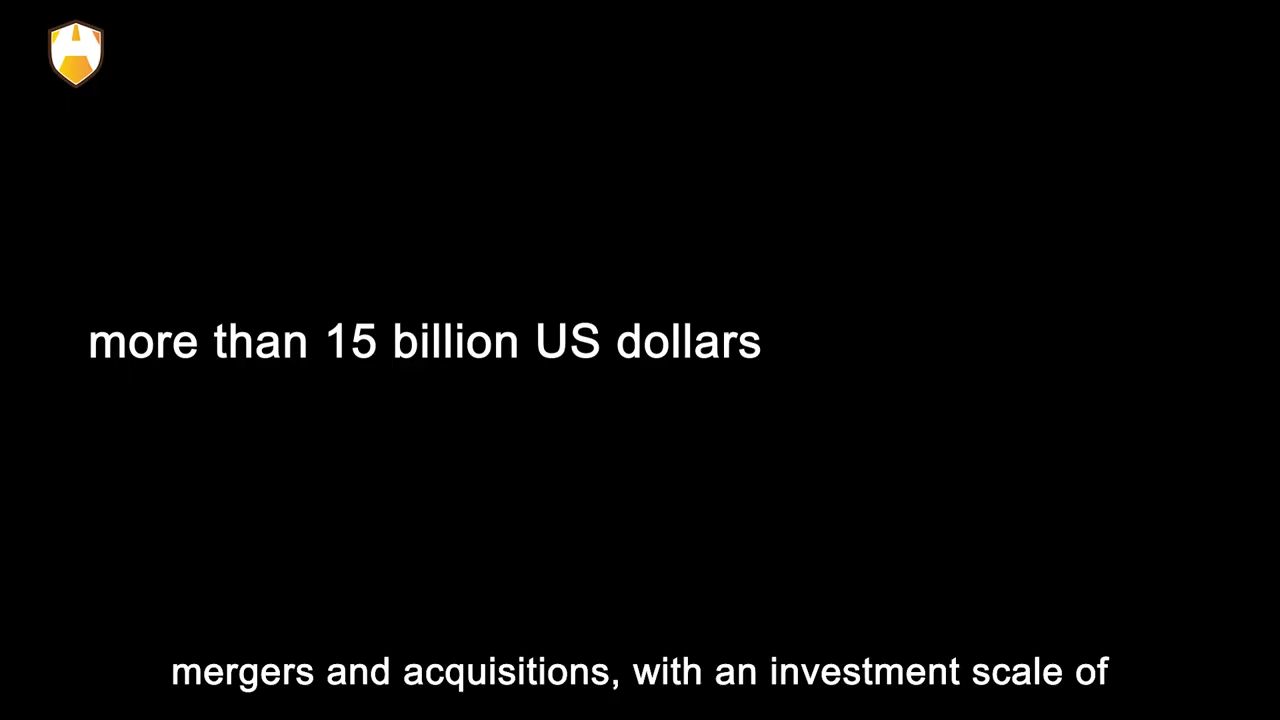 more than 15 billion US dollars
mergers and acquisitions, with an investment scale of